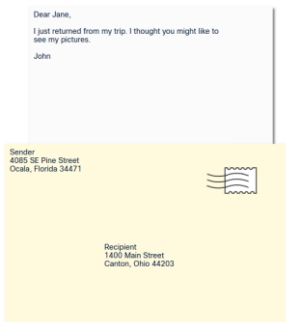 Dear Jane,
I just returned from my trip. I thought you might like to
see my pictures.
John
Sender
4085 SE Pine Street
Ocala, Florida 34471
Recipient
1400 Main Street
Canton, Ohio 44203